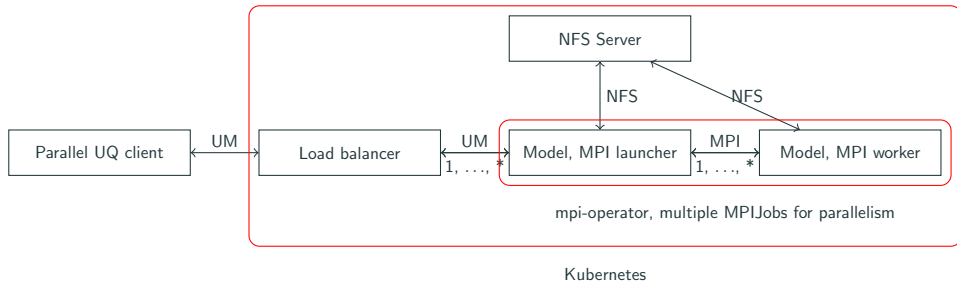 NFS Server
NFS
NFS
Parallel UQ client
UM
Load balancer
UM
1, ..., *
Model, MPI launcher
MPI
1, ..., *
Model, MPI worker
mpi-operator, multiple MPIJobs for parallelism
Kubernetes